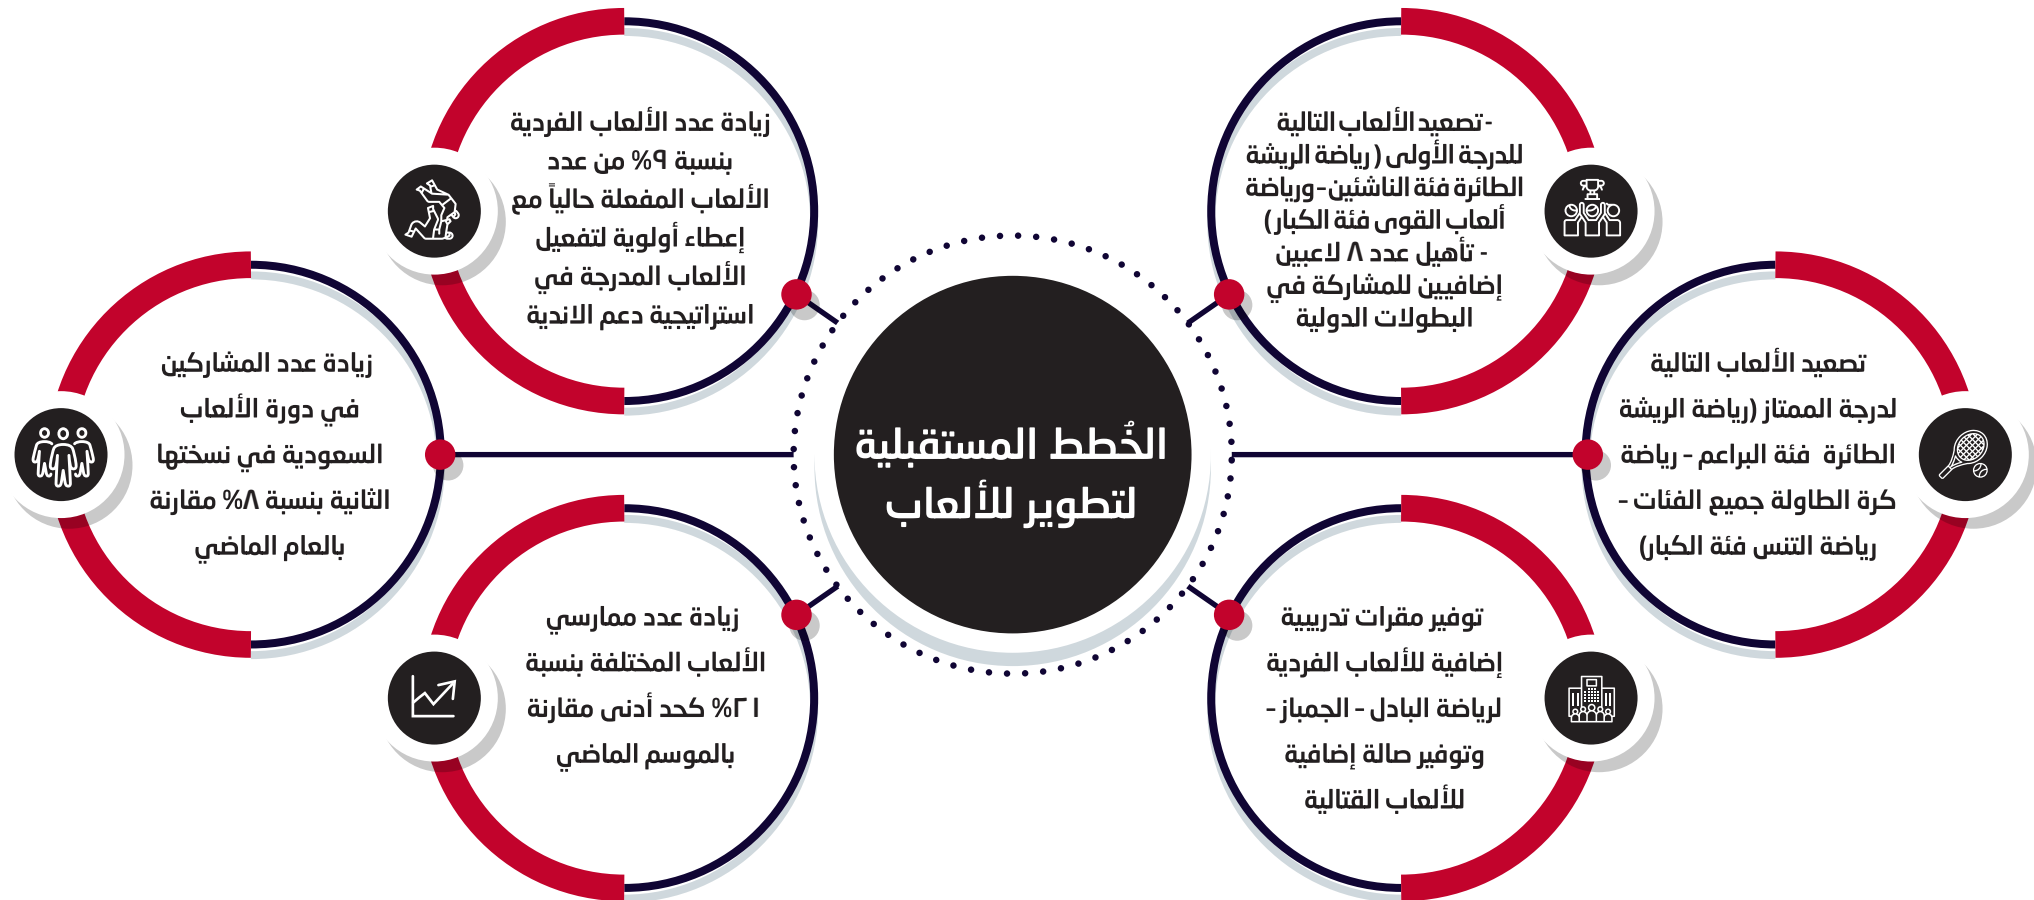 الخُطط المستقبلية
لتطوير للألعاب
-تصعيد الألعاب التالية
للدرجة الأولى ( رياضة الريشة
الطائرة فئة الناشئين-ورياضة
ألعاب القوى فئة الكبار)
- تأهيل عدد ٨ لاعبين
إضافيين للمشاركة في
البطولات الدولية
تصعيد الألعاب التالية
لدرجة الممتاز (رياضة الريشة
الطائرة فئة البراعم - رياضة
كرة الطاولة جميع الفئات -
رياضة التنس فئة الكبار)
توفير مقرات تدريبية
إضافية للألعاب الفردية
لرياضة البادل - الجمباز -
وتوفير صالة إضافية
للألعاب القتالية
زيادة عدد الألعاب الفردية
بنسبة ٩% من عدد
الألعاب المفعلة حالياً مع
إعطاء أولوية لتفعيل
الألعاب المدرجة في
استراتيجية دعم الاندية
زيادة عدد المشاركين
في دورة الألعاب
السعودية في نسختها
الثانية بنسبة ٨% مقارنة
بالعام الماضي
زيادة عدد ممارسي
الألعاب المختلفة بنسبة
١٢% كحد أدنى مقارنة
بالموسم الماضي